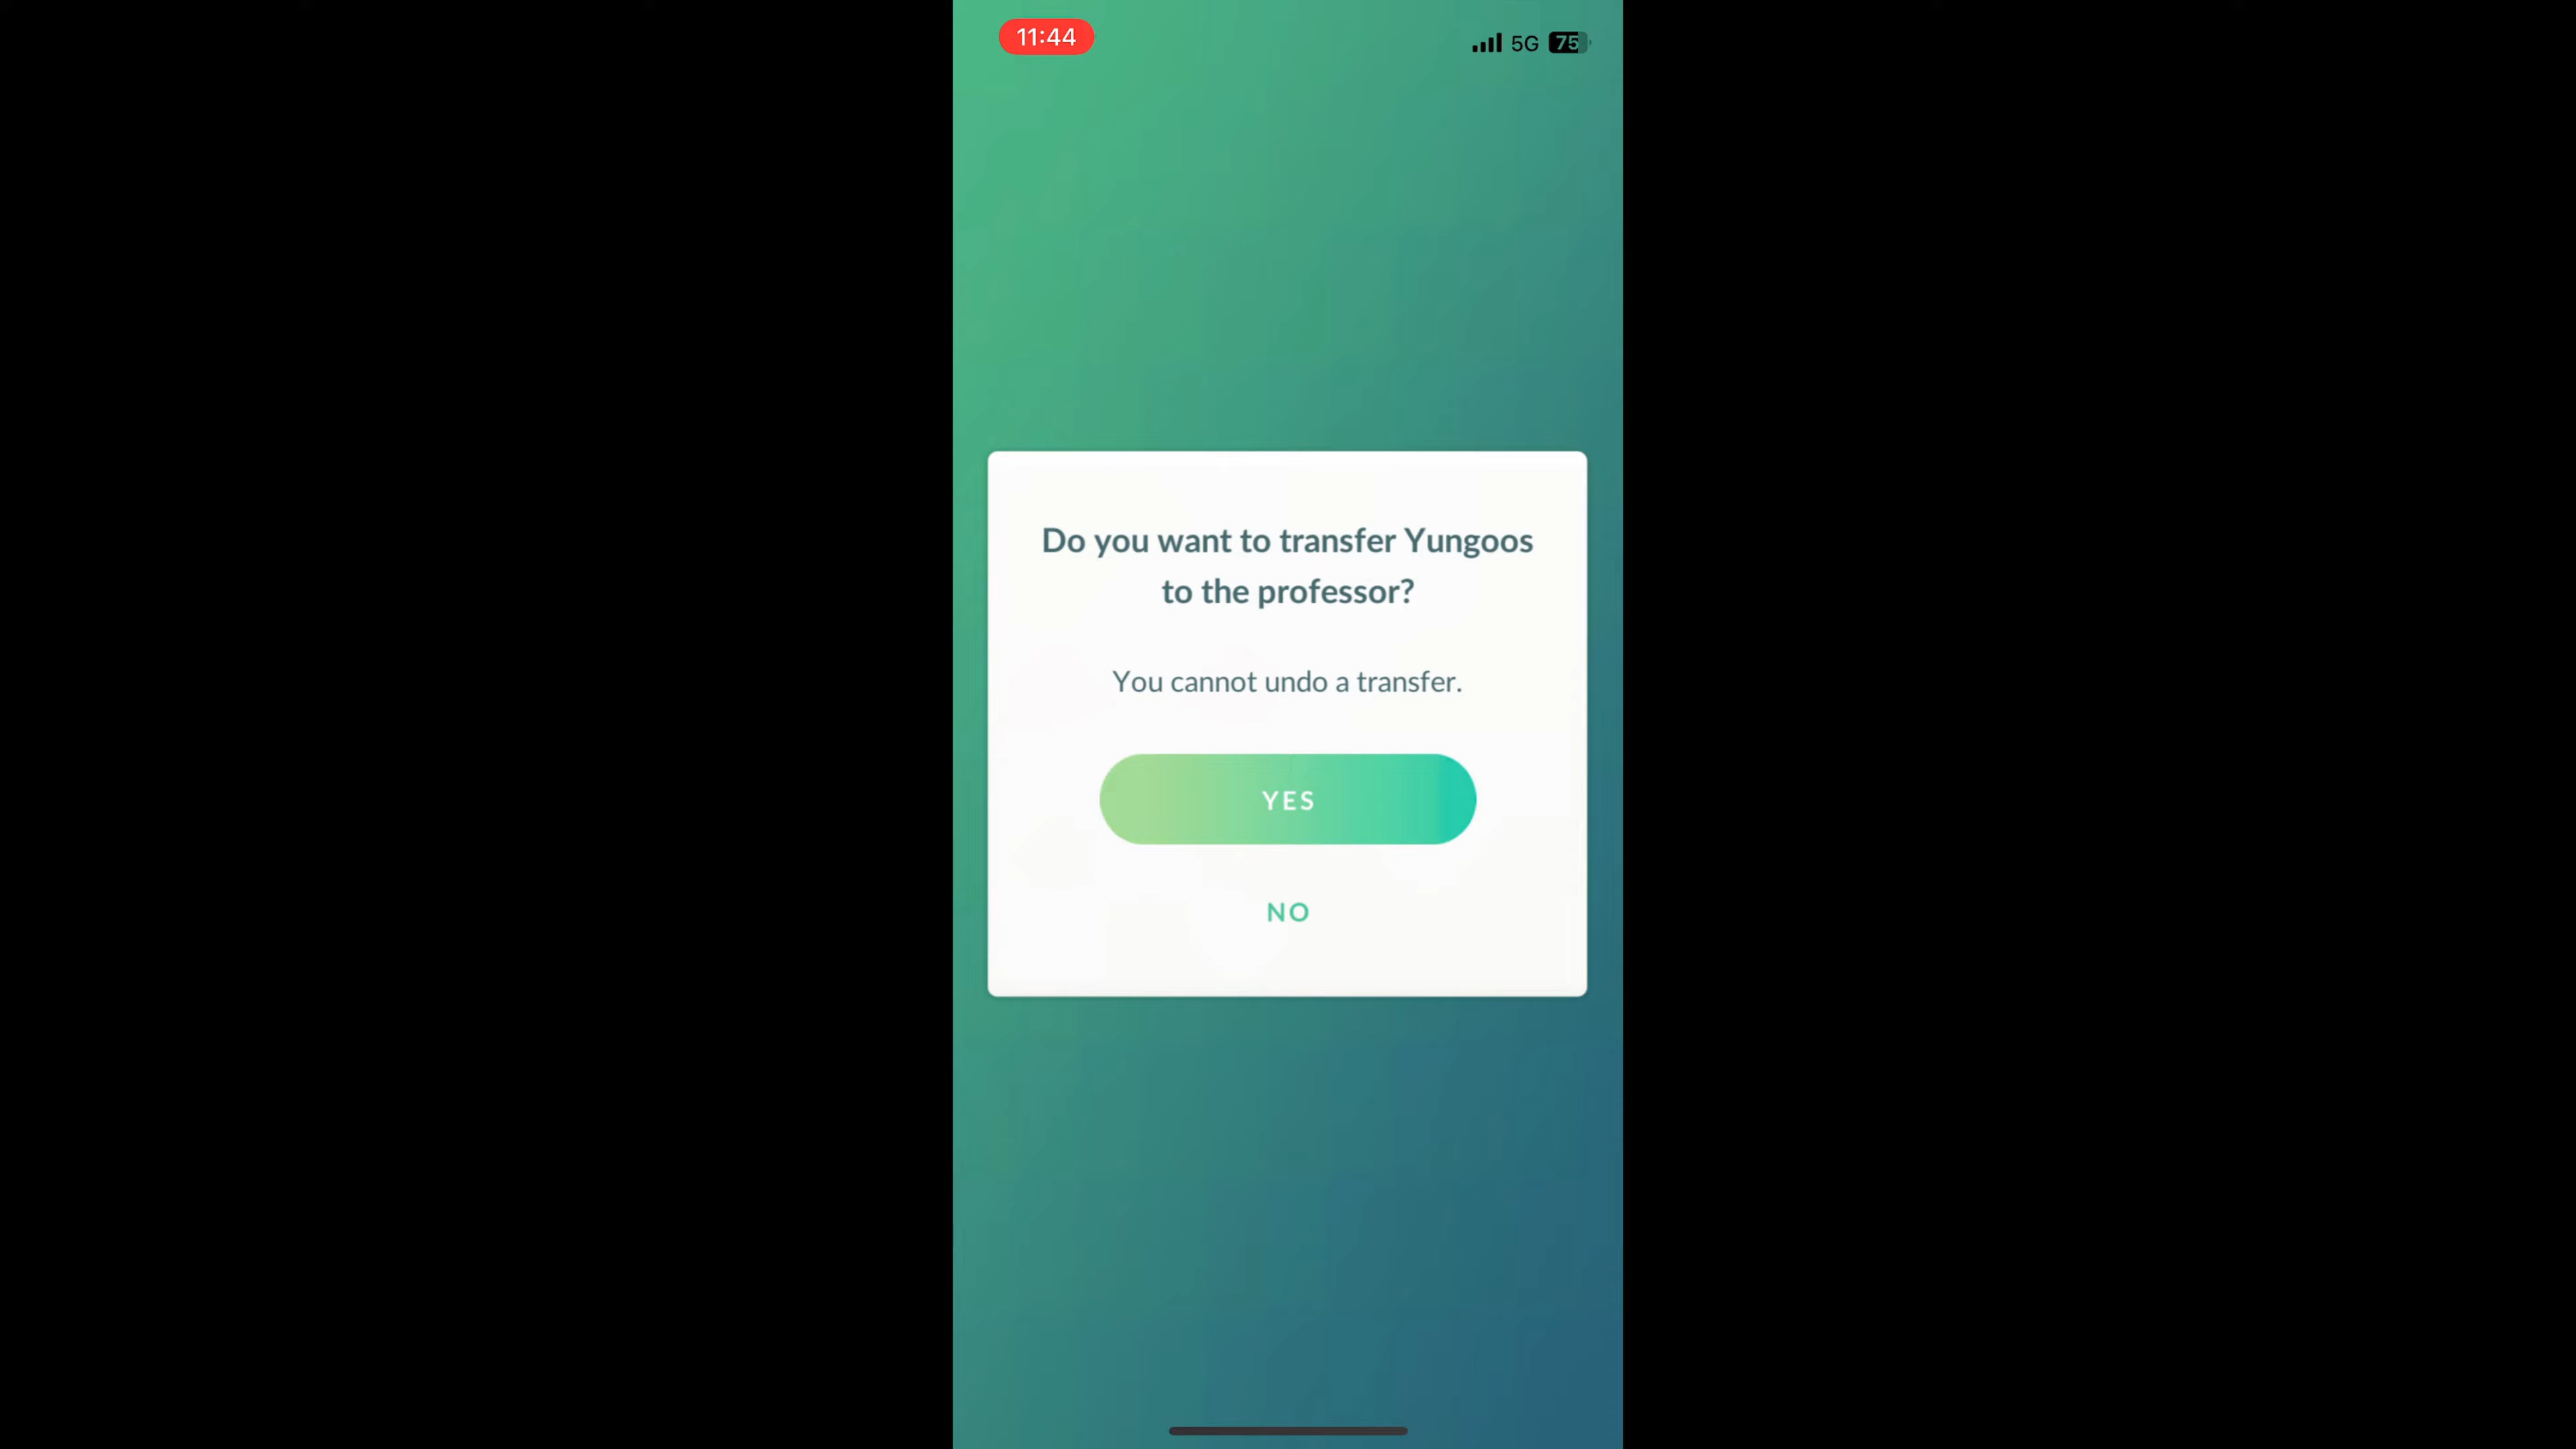 11:44
5G 75
Do you want to transfer Yungoos
to the professor?
You cannot undo a transfer.
YES
NO